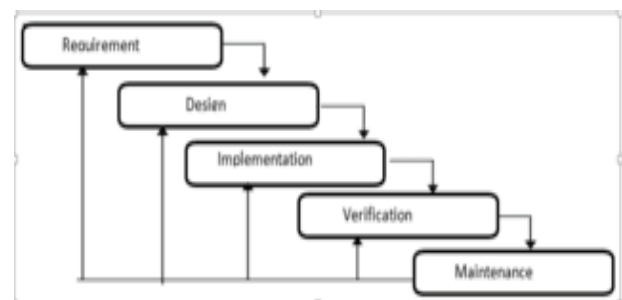 Requirement
Design
Implementation
Verification
Maintenance